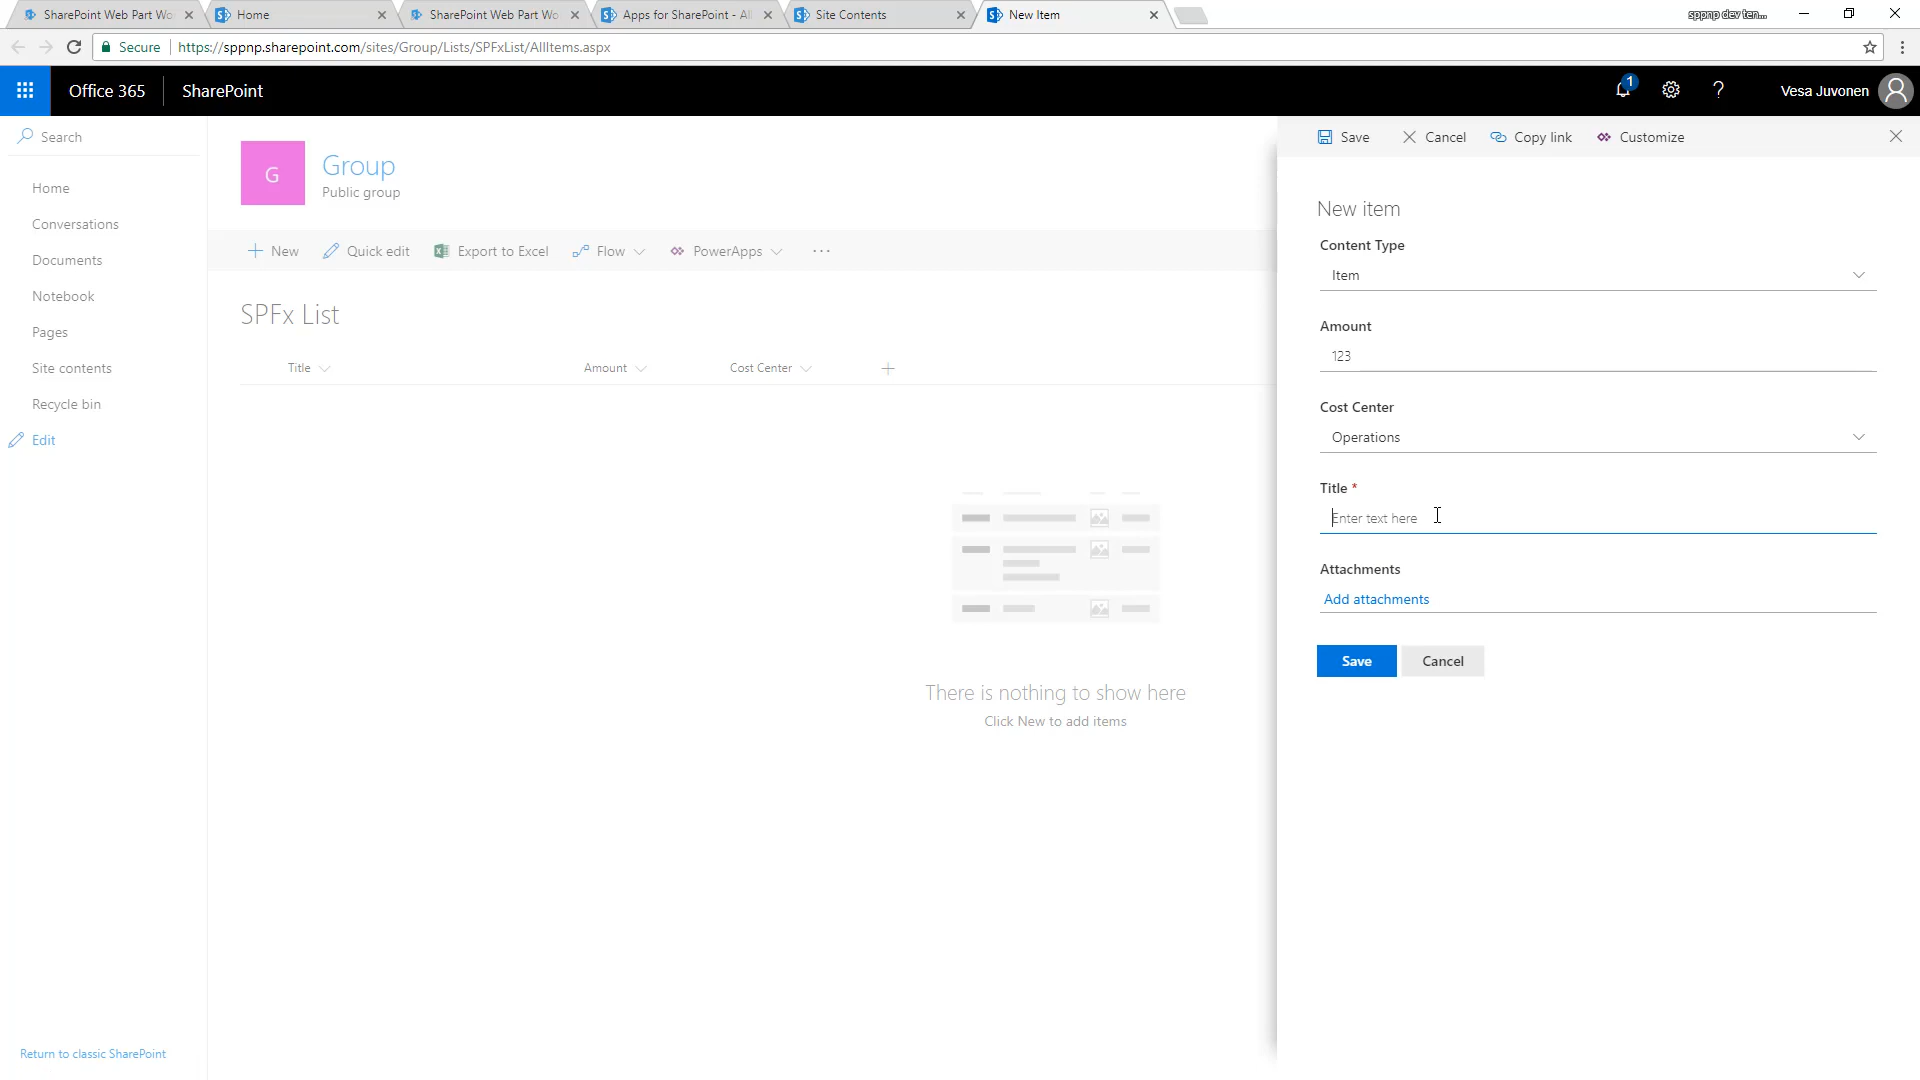 SharePoint Web Part Wo
Home
SharePoint Web Part Wo
Apps for SharePoint - All
Site Contents
New Item
sppnp dev ten...
Secure
https://sppnp.sharepoint.com/sites/Group/Lists/SPFxList/AllItems.aspx
Office 365
SharePoint
1
?
Vesa Juvonen
Search
Home
Conversations
Documents
Notebook
Pages
Site contents
Recycle bin
Edit
Return to classic SharePoint
G
Group
Public group
New
Quick edit
Export to Excel
Flow
PowerApps
...
SPFx List
Title
Amount
Cost Center
There is nothing to show here
Click New to add items
Save
Cancel
Copy link
Customize
New item
Content Type
Item
Amount
123
Cost Center
Operations
Title *
Enter text here
Attachments
Add attachments
Save
Cancel